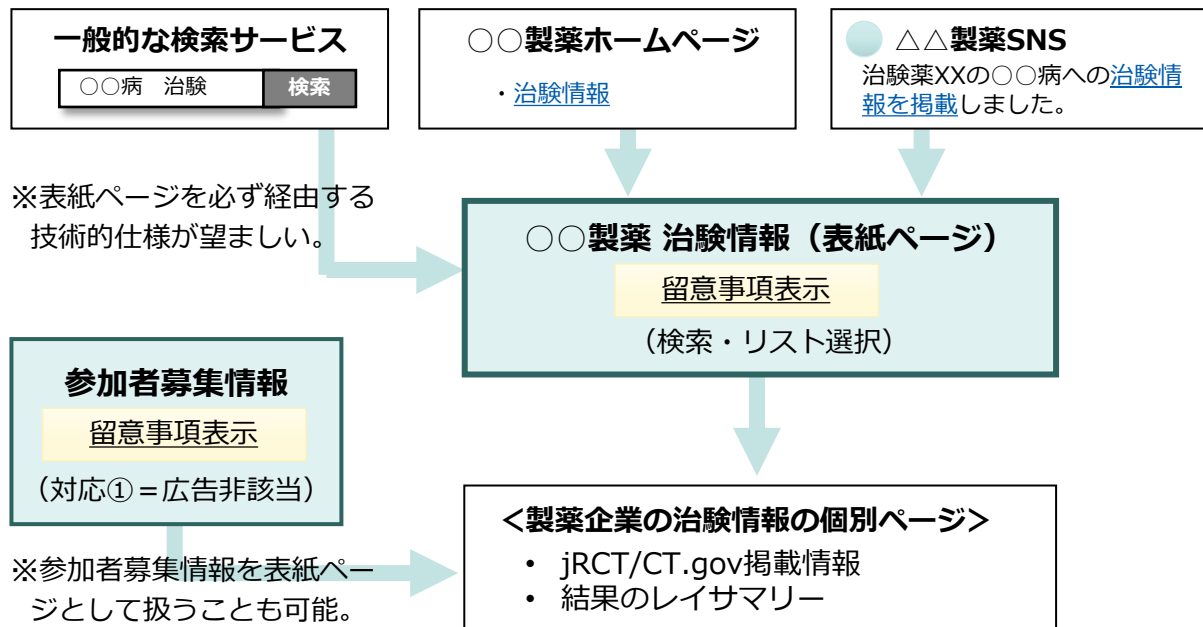 一般的な検索サービス
○○病　治験
検索
○○製薬ホームページ
・治験情報
△△製薬SNS
治験薬XXの○○病への治験情
報を掲載しました。
※表紙ページを必ず経由する
技術的仕様が望ましい。
○○製薬 治験情報（表紙ページ）
留意事項表示
（検索・リスト選択）
参加者募集情報
留意事項表示
（対応①＝広告非該当）
※参加者募集情報を表紙ペー
ジとして扱うことも可能。
＜製薬企業の治験情報の個別ページ＞
• jRCT/CT.gov掲載情報
• 結果のレイサマリー